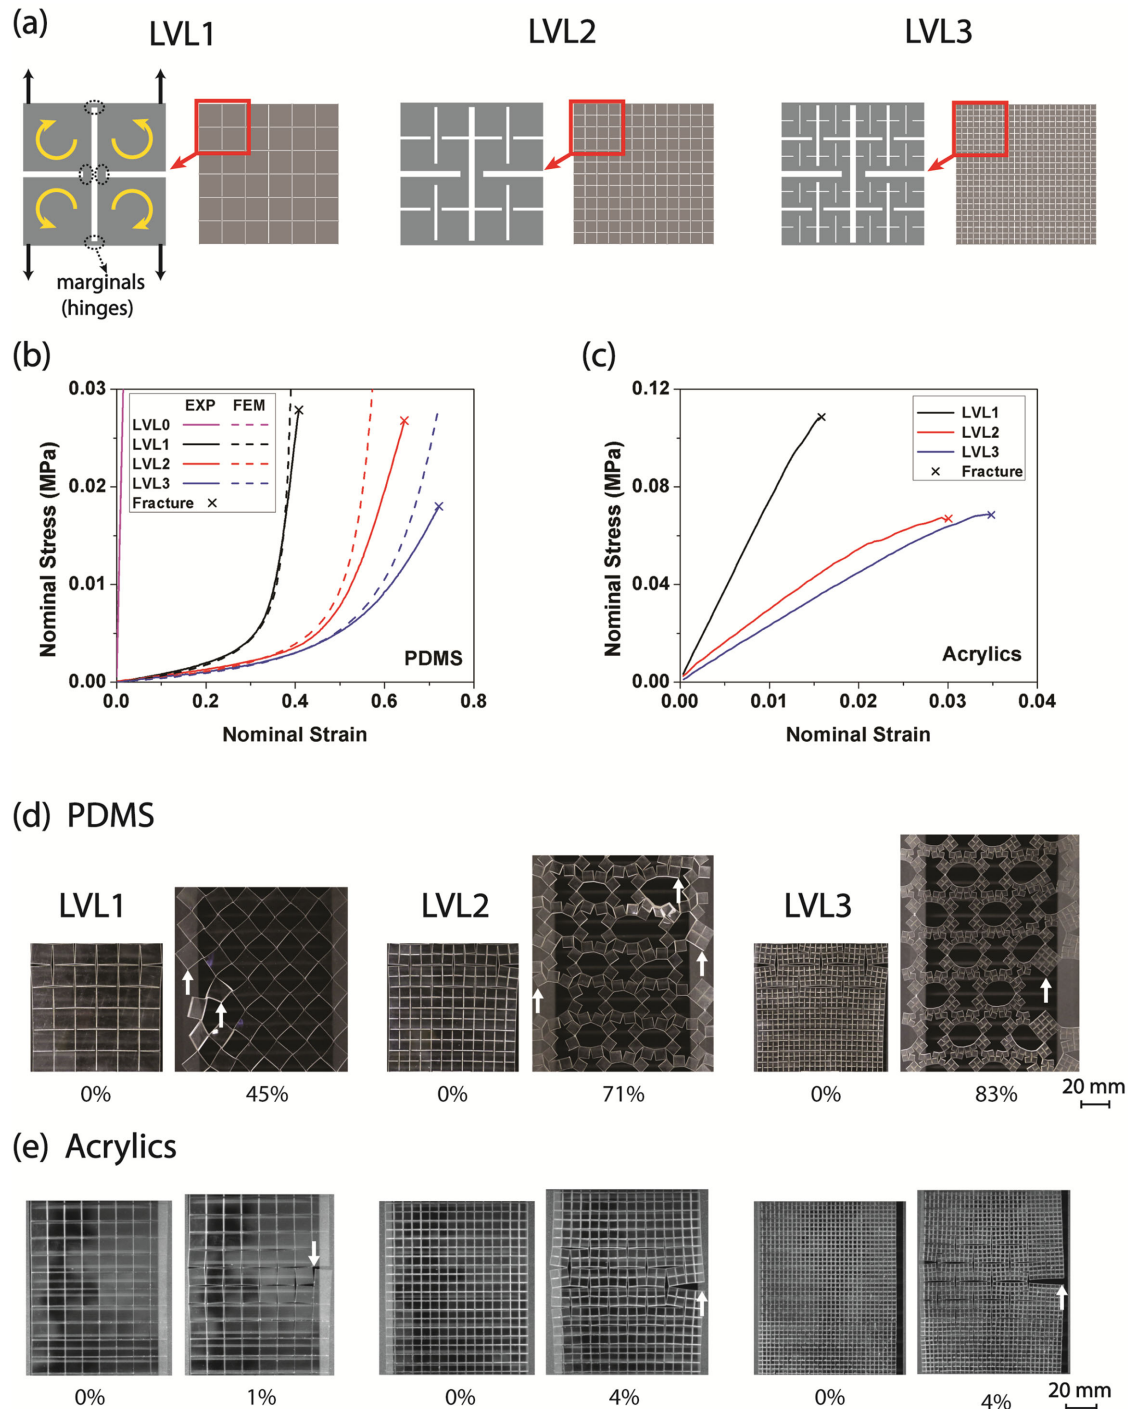 (a)
LVL1
LVL2
LVL3
marginals
(hinges)
(b)
(c)
Nominal Stress (MPa)
0.03
0.02
0.01
0.00
EXP FEM
LVL0
LVL1
LVL2
LVL3
Fracture ×
PDMS
0.0 0.2 0.4 0.6 0.8
Nominal Strain
Nominal Stress (MPa)
0.12
0.08
0.04
0.00
LVL1
LVL2
LVL3
× Fracture
Acrylics
0.00 0.01 0.02 0.03 0.04
Nominal Strain
(d) PDMS
LVL1
LVL2
LVL3
0% 45% 0% 71% 0% 83% 20 mm
(e) Acrylics
0% 1% 0% 4% 0% 4% 20 mm